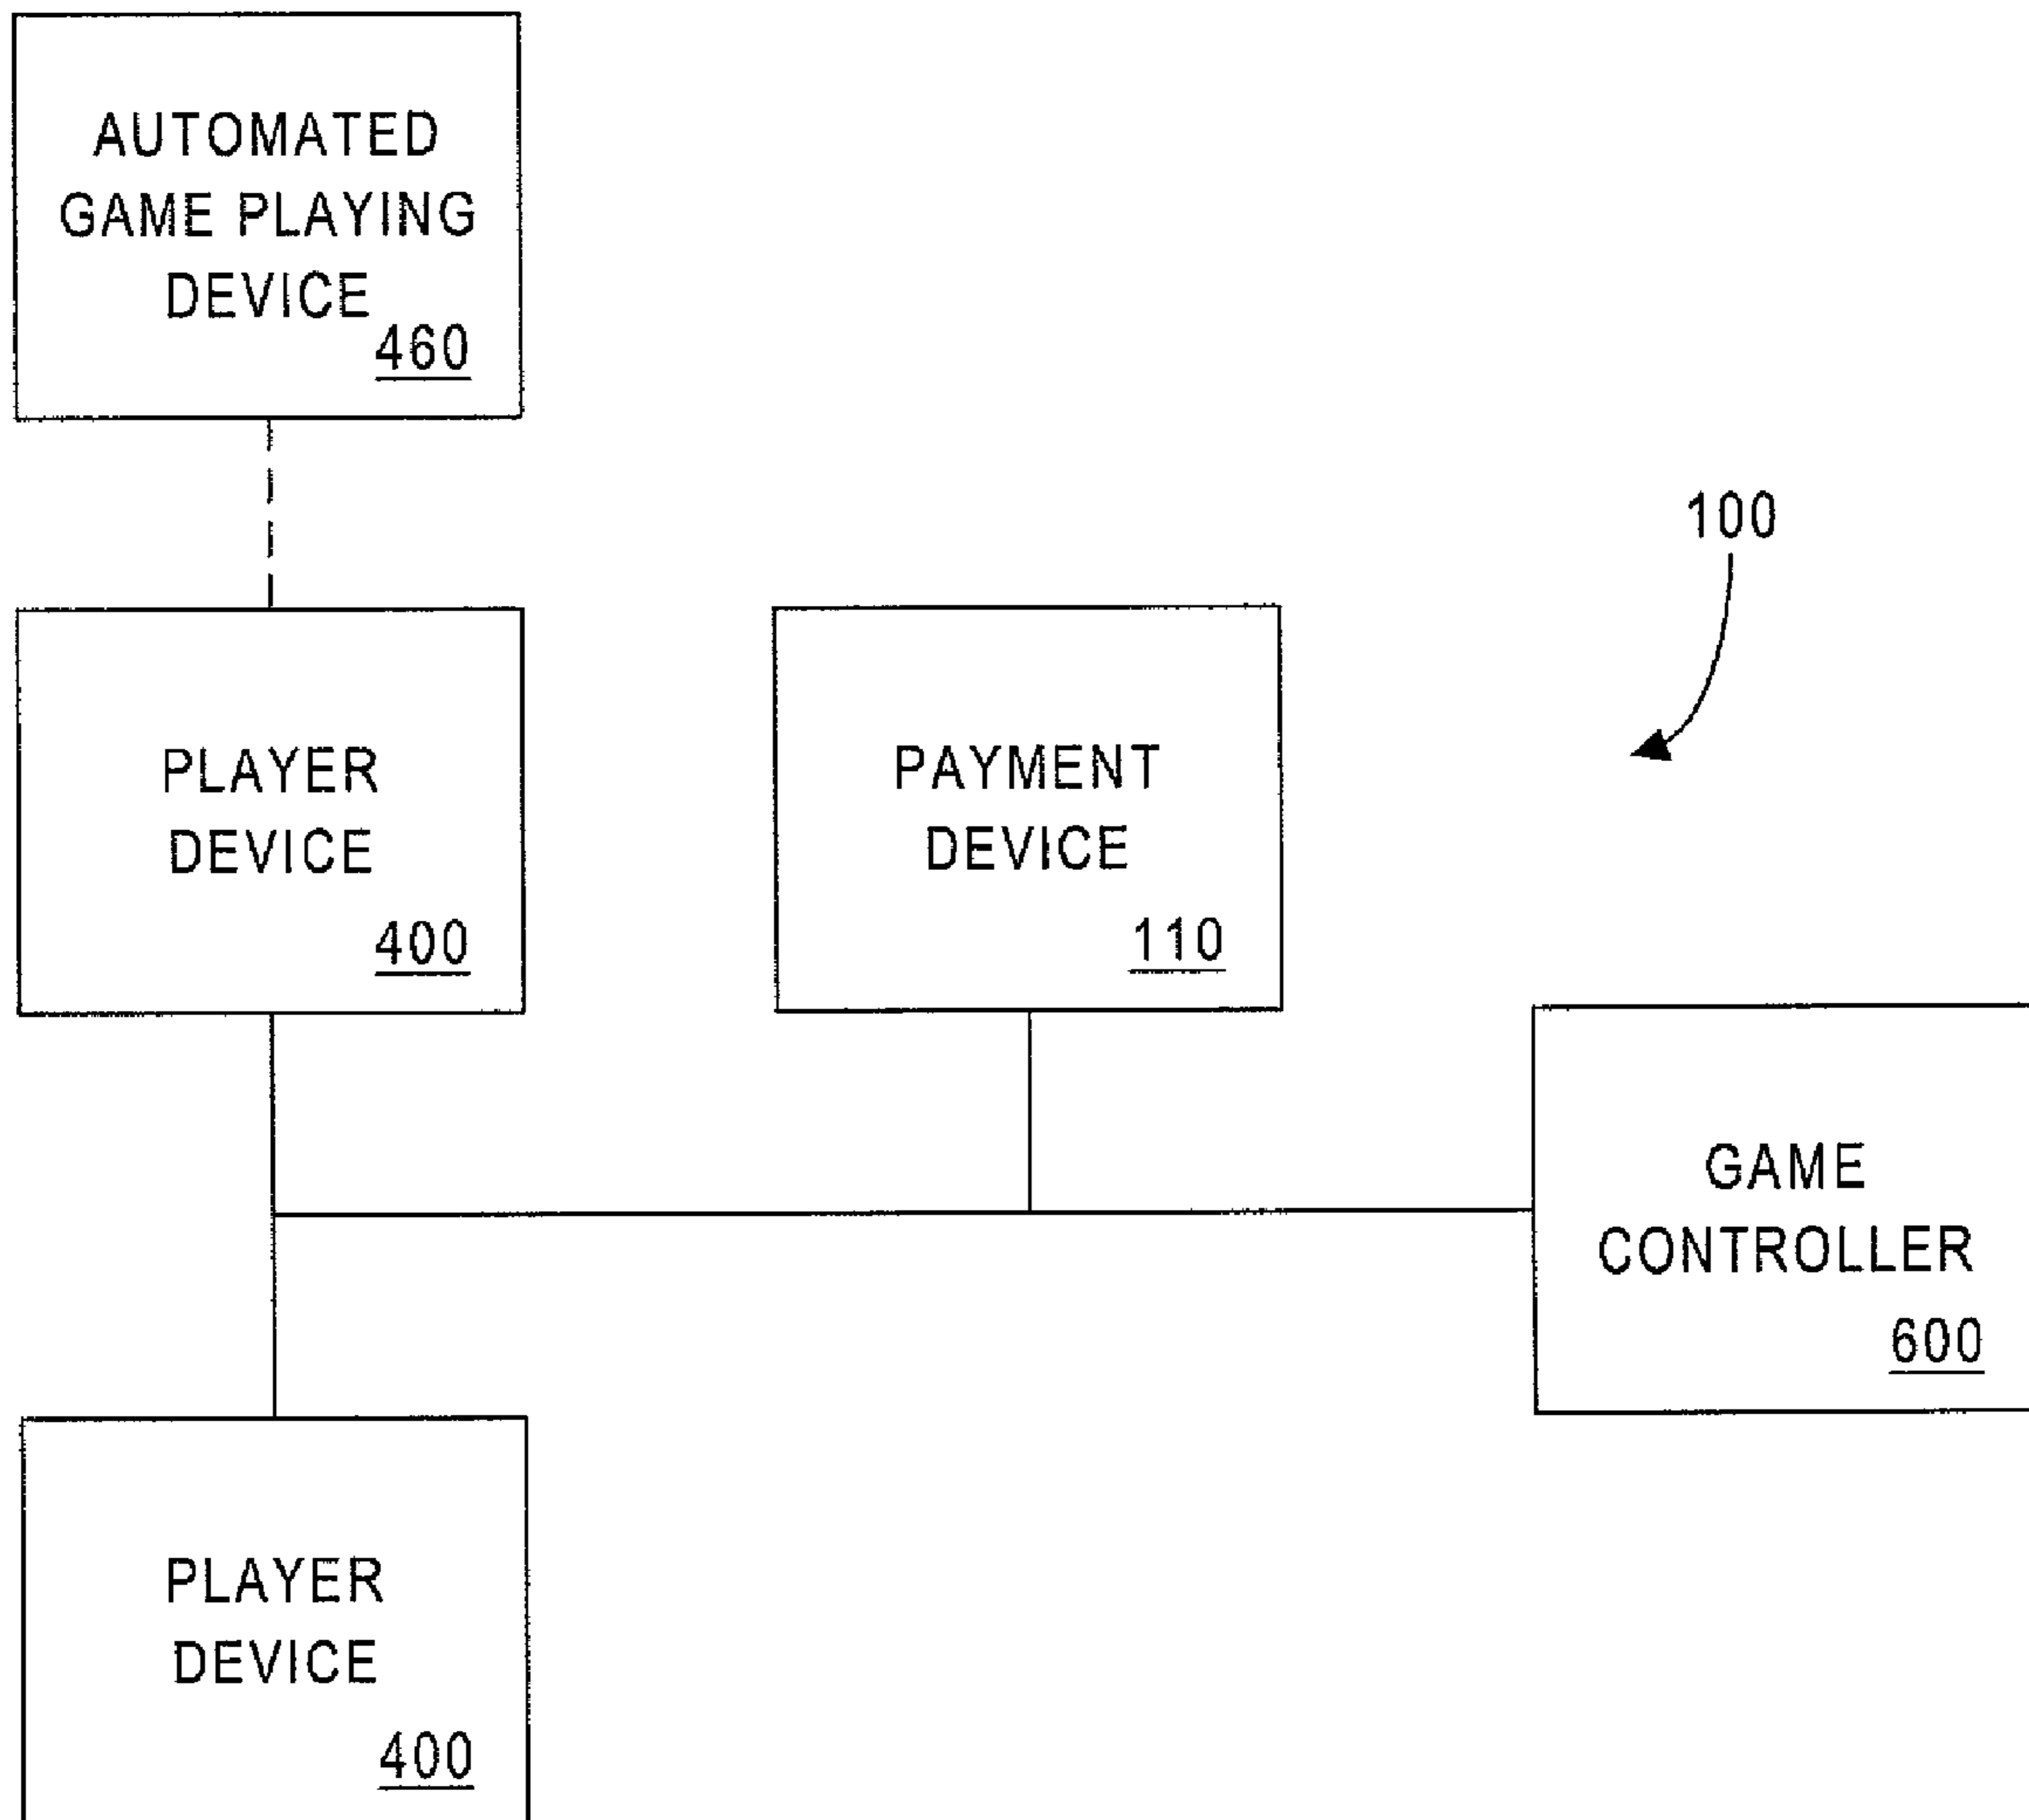 AUTOMATED
GAME PLAYING
DEVICE
460
100
PLAYER
DEVICE
400
PAYMENT
DEVICE
110
GAME
CONTROLLER
600
PLAYER
DEVICE
400